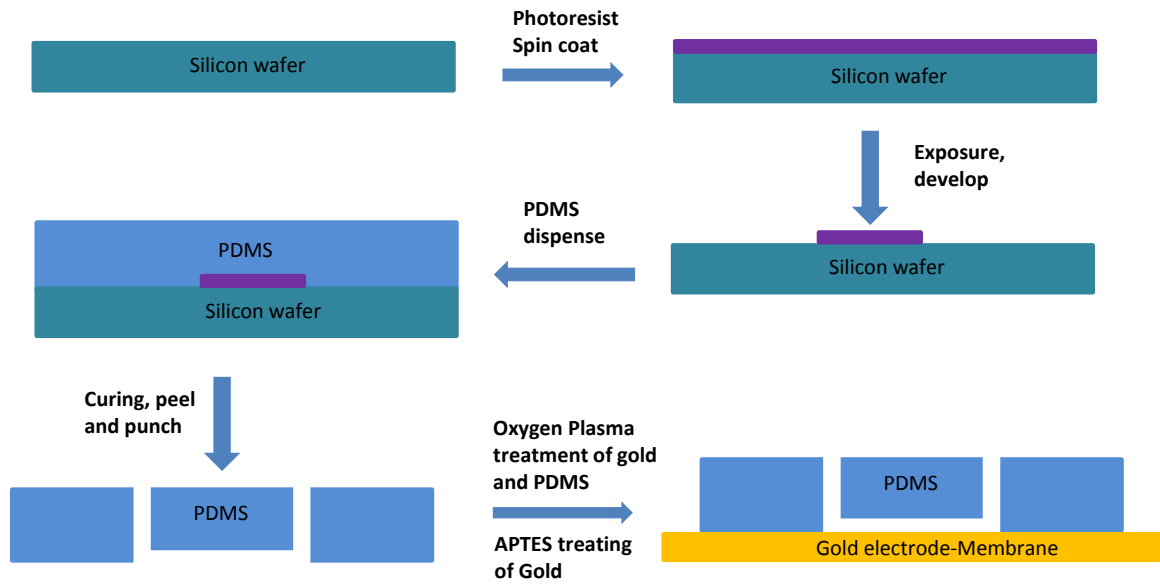 Silicon wafer
Photoresist
Spin coat
Silicon wafer
Exposure,
develop
Silicon wafer
PDMS
dispense
PDMS
Silicon wafer
Curing, peel
and punch
PDMS
Oxygen Plasma
treatment of gold
and PDMS
APTES treating
of Gold
PDMS
Gold electrode-Membrane